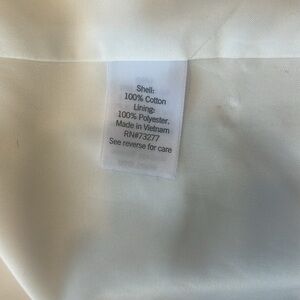 Shell:
100% Cotton
Lining:
100% Polyester.
Made in Vietnam
RN#73277
See reverse for care